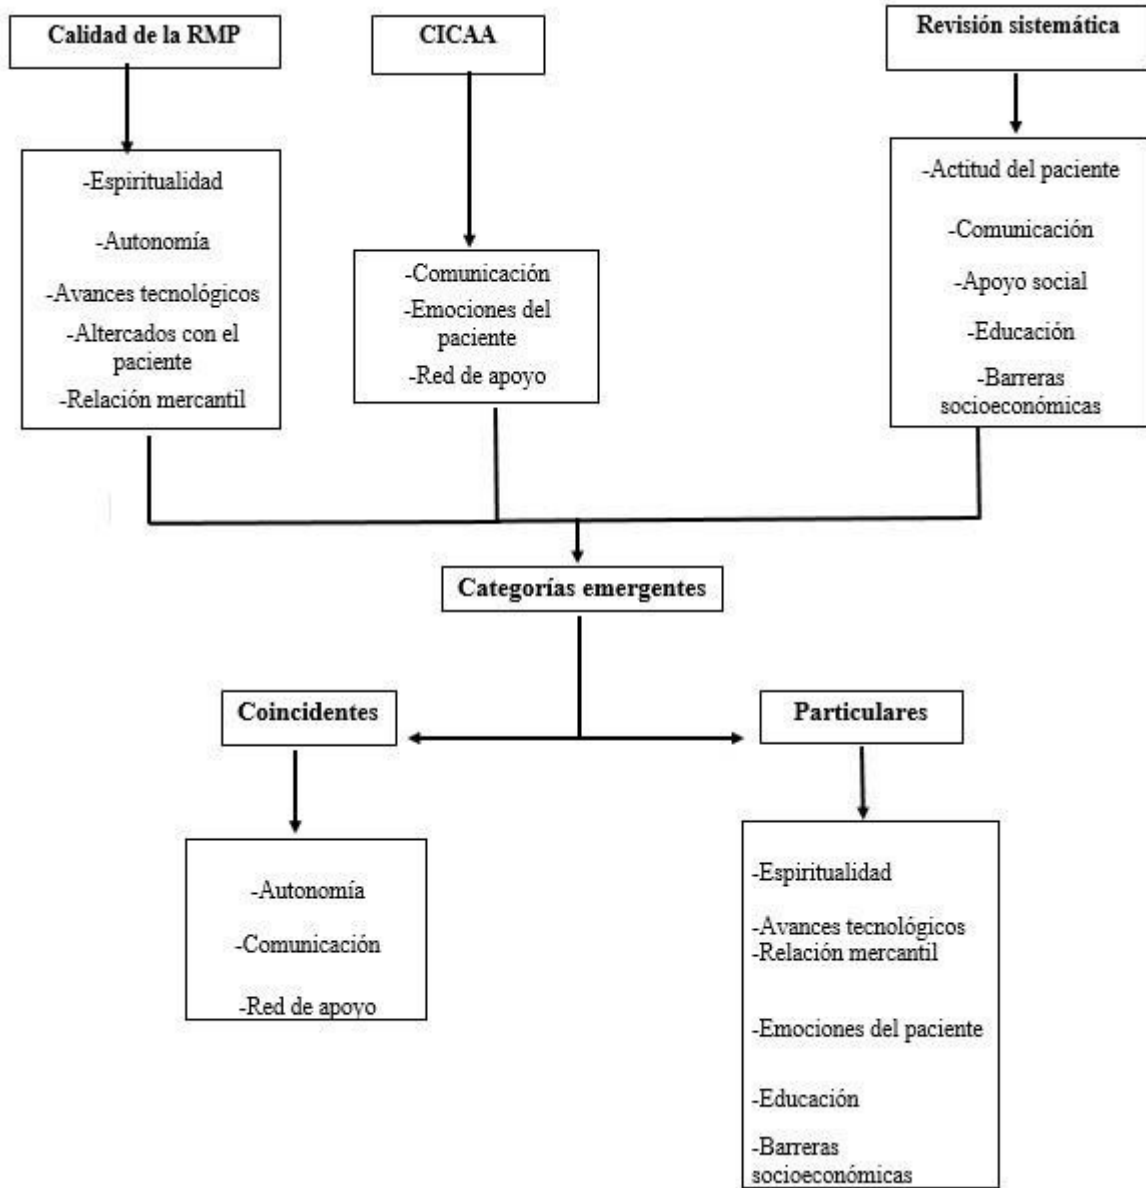 Calidad de la RMP
CICAA
Revisión sistemática
-Espiritualidad
-Autonomía
-Avances tecnológicos
-Altercados con el
paciente
-Relación mercantil
-Comunicación
-Emociones del
paciente
-Red de apoyo
-Actitud del paciente
-Comunicación
-Apoyo social
-Educación
-Barreras
socioeconómicas
Categorías emergentes
Coincidentes
Particulares
-Autonomía
-Comunicación
-Red de apoyo
-Espiritualidad
-Avances tecnológicos
-Relación mercantil
-Emociones del paciente
-Educación
-Barreras
socioeconómicas